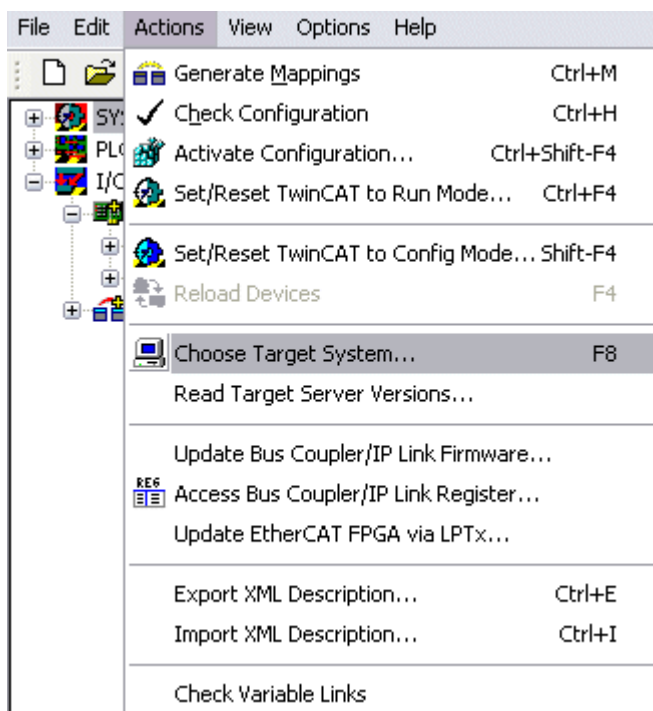 File Edit Actions View Options Help
Generate Mappings Ctrl+M
Check Configuration Ctrl+H
Activate Configuration... Ctrl+Shift-F4
Set/Reset TwinCAT to Run Mode... Ctrl+F4
Set/Reset TwinCAT to Config Mode... Shift-F4
Reload Devices F4
Choose Target System... F8
Read Target Server Versions...
Update Bus Coupler/IP Link Firmware...
REG Access Bus Coupler/IP Link Register...
Update EtherCAT FPGA via LPTx...
Export XML Description... Ctrl+E
Import XML Description... Ctrl+I
Check Variable Links